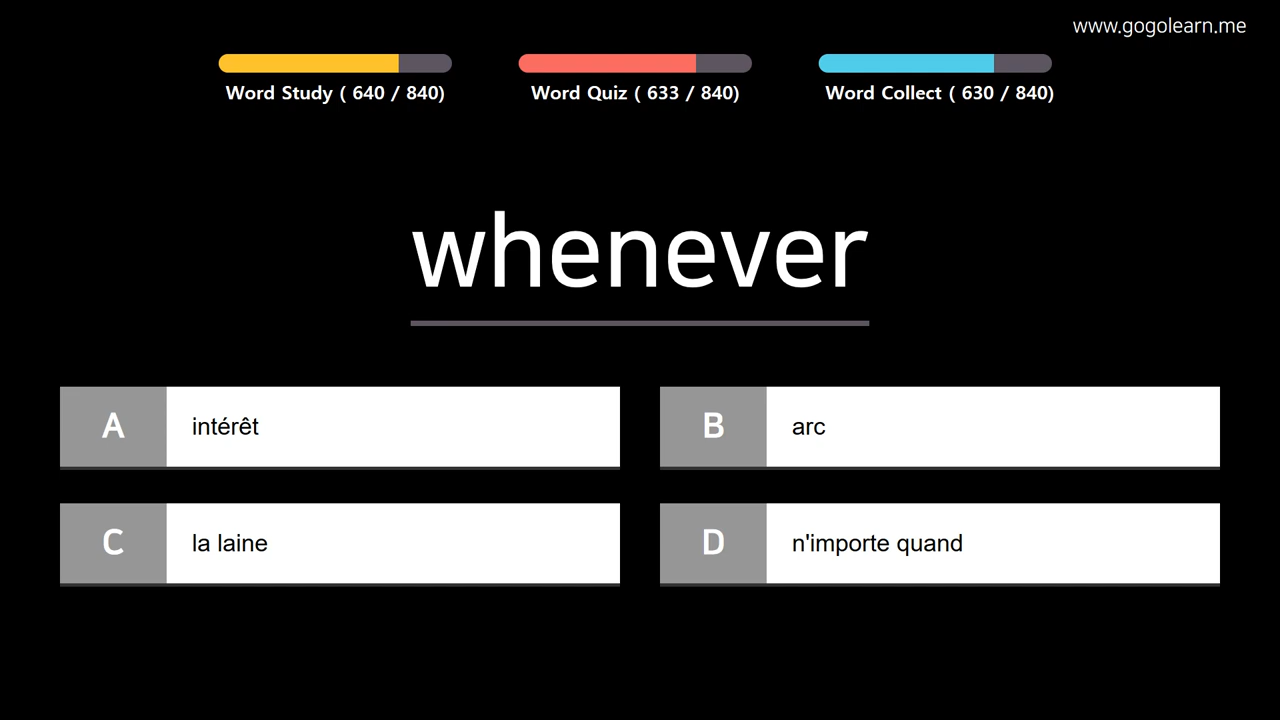 www.gogolearn.me
Word Study ( 640 / 840)
Word Quiz ( 633 / 840)
Word Collect ( 630 / 840)
whenever
A intérêt
B arc
C la laine
D n'importe quand